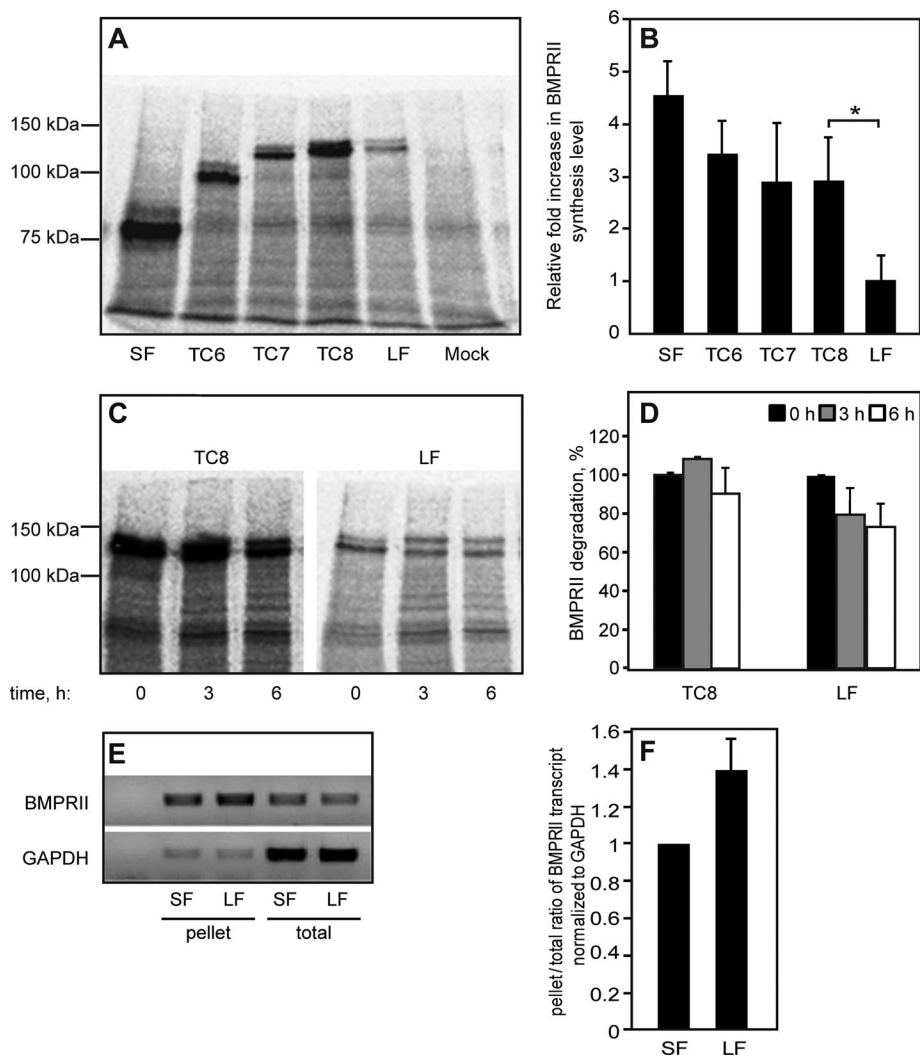 A
150 kDa
100 kDa
75 kDa
SF TC6 TC7 TC8 LF Mock
B
Relative fold increase in BMPRII
synthesis level
6
5
4
3
2
1
0
*
SF TC6 TC7 TC8 LF
C
TC8 LF
150 kDa
100 kDa
time, h: 0 3 6 0 3 6
D
0 h 3 h 6 h
BMPRII degradation, %
120
100
80
60
40
20
0
TC8 LF
E
BMPRII
GAPDH
SF LF SF LF
pellet total
F
pellet/total ratio of BMPRII transcript
normalized to GAPDH
1.6
1.4
1.2
1
0.8
0.6
0.4
0.2
0
SF LF